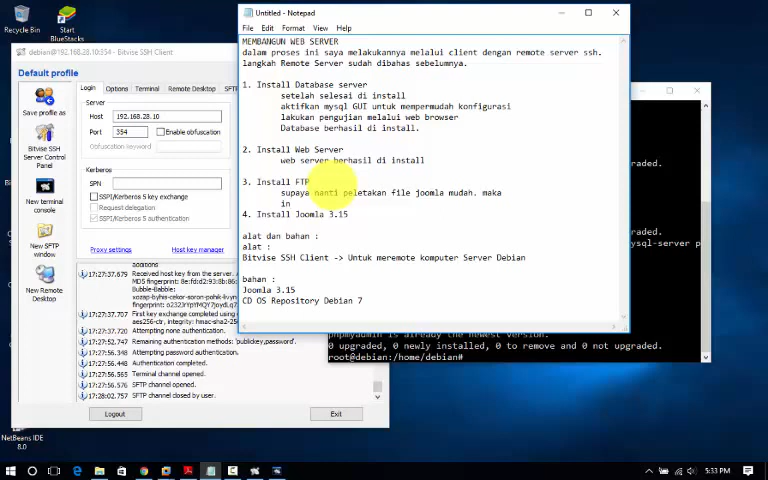 Recycle Bin
Start
BlueStacks
debian@192.168.28.10:354 - Bitvise SSH Client
Default profile
Save profile as
Bitvise SSH
Server Control
Panel
New terminal
console
New SFTP
window
New Remote
Desktop
Login
Options
Terminal
Remote Desktop
Server
Host
192.168.28.10
Port
354
Enable obfuscation
Obfuscation keyword
Kerberos
SPN
SSPI/Kerberos 5 key exchange
Request delegation
SSPI/Kerberos 5 authentication
Proxy settings
Host key manager
additions
17:27:37.679 Received host key from the server.
17:27:37.707 First key exchange completed using
17:27:37.720 Attempting none authentication.
17:27:52.747 Remaining authentication methods: 'publickey,password'.
17:27:56.348 Attempting password authentication.
17:27:56.448 Authentication completed.
17:27:56.565 Terminal channel opened.
17:27:56.576 SFTP channel opened.
17:28:02.757 SFTP channel closed by user.
Logout
Exit
Untitled - Notepad
File Edit Format View Help
MEMBANGUN WEB SERVER
dalam proses ini saya melakukannya melalui client dengan remote server ssh.
langkah Remote Server sudah dibahas sebelumnya.
1. Install Database server
setelah selesai di install
aktifkan mysql GUI untuk mempermudah konfigurasi
lakukan pengujian melalui web browser
Database berhasil di install.
2. Install Web Server
web server berhasil di install
3. Install FTP
supaya nanti peletakan file joomla mudah. maka
in
4. Install Joomla 3.15
alat dan bahan :
alat :
Bitvise SSH Client -> Untuk meremote komputer Server Debian
bahan :
Joomla 3.15
CD OS Repository Debian 7
raded.
raded.
ysql-server p
phpmyadmin is already the newest version.
0 upgraded, 0 newly installed, 0 to remove and 0 not upgraded.
root@debian:/home/debian#
NetBeans IDE
8.0
5:33 PM